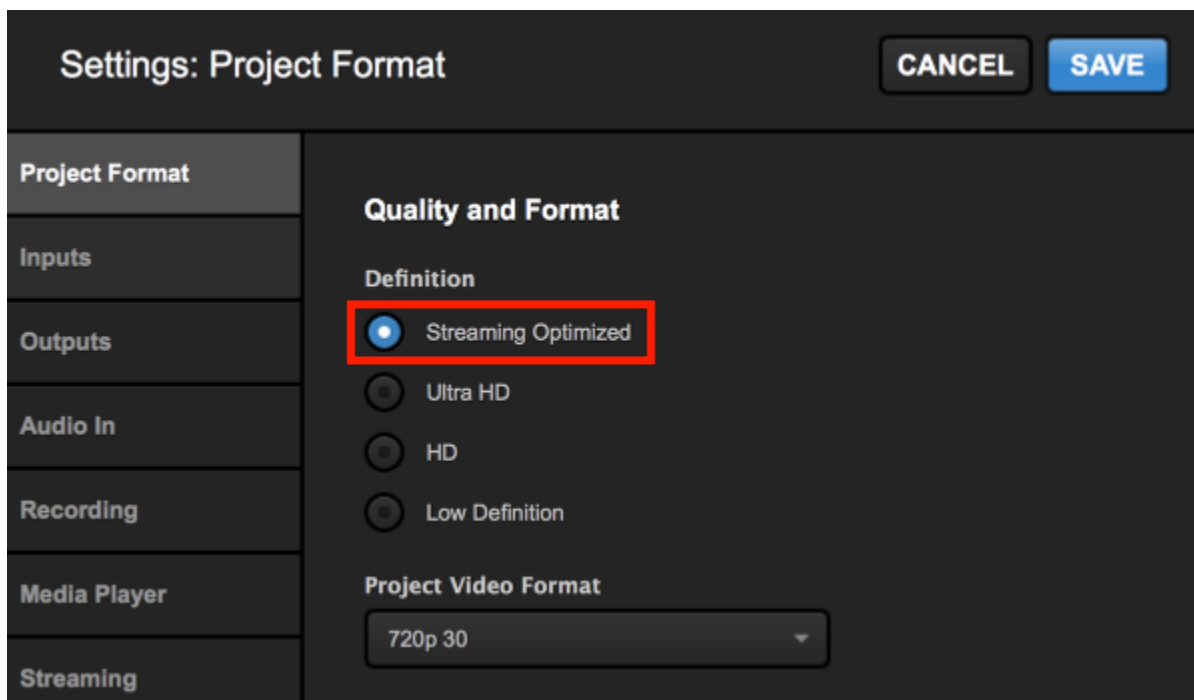 Settings: Project Format
CANCEL
SAVE
Project Format
Inputs
Outputs
Audio In
Recording
Media Player
Streaming
Quality and Format
Definition
Streaming Optimized
Ultra HD
HD
Low Definition
Project Video Format
720p 30